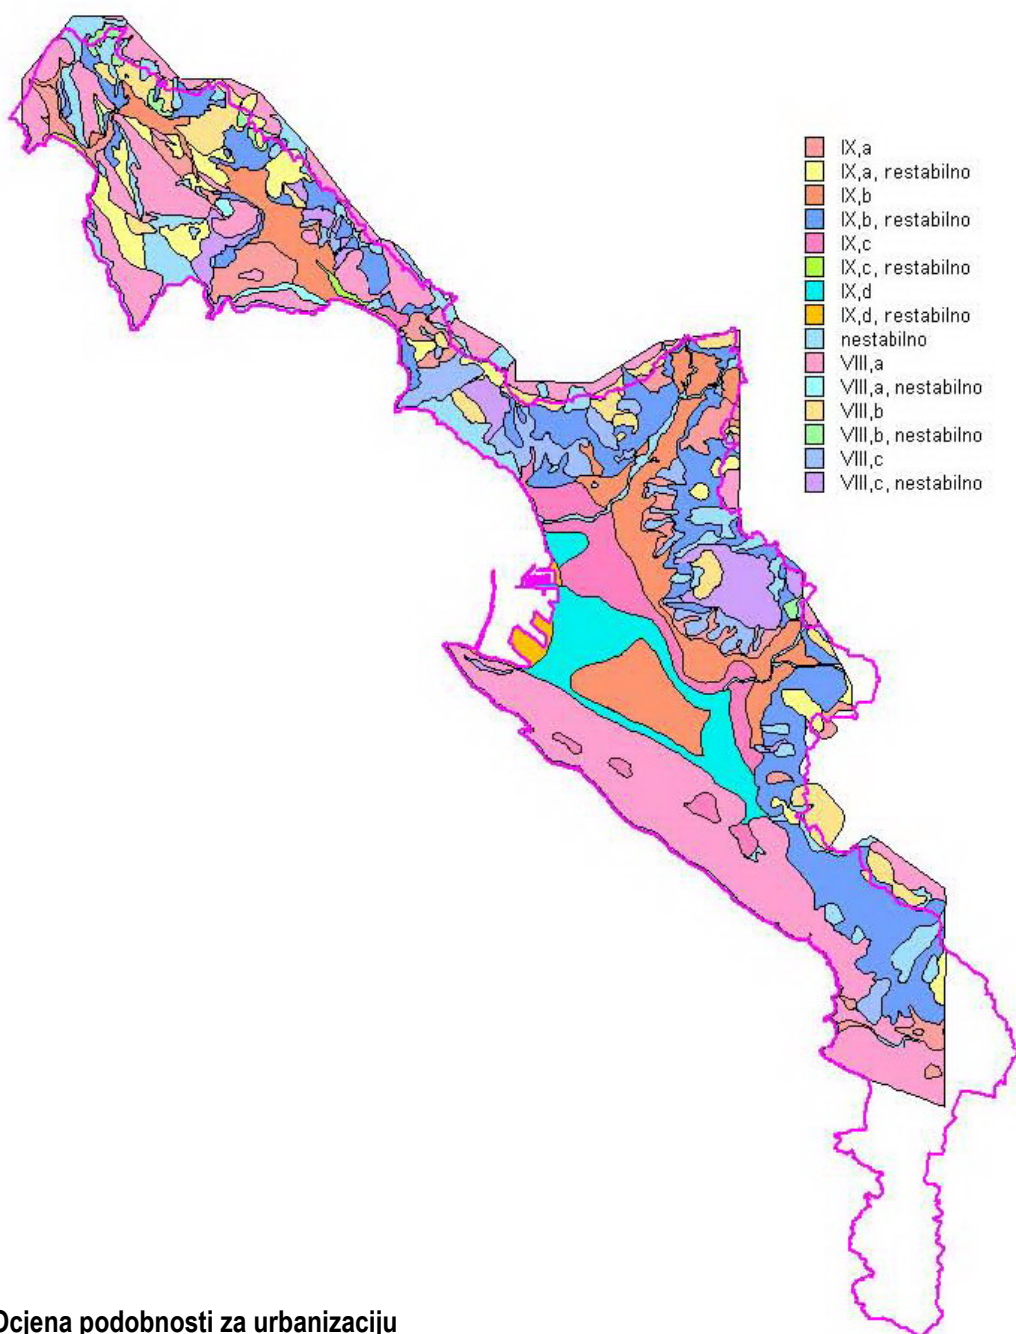 IX,a
IX,a, restabilno
IX,b
IX,b, restabilno
IX,c
IX,c, restabilno
IX,d
IX,d, restabilno
nestabilno
VIII,a
VIII,a, nestabilno
VIII,b
VIII,b, nestabilno
VIII,c
VIII,c, nestabilno
Ocjena podobnosti za urbanizaciju